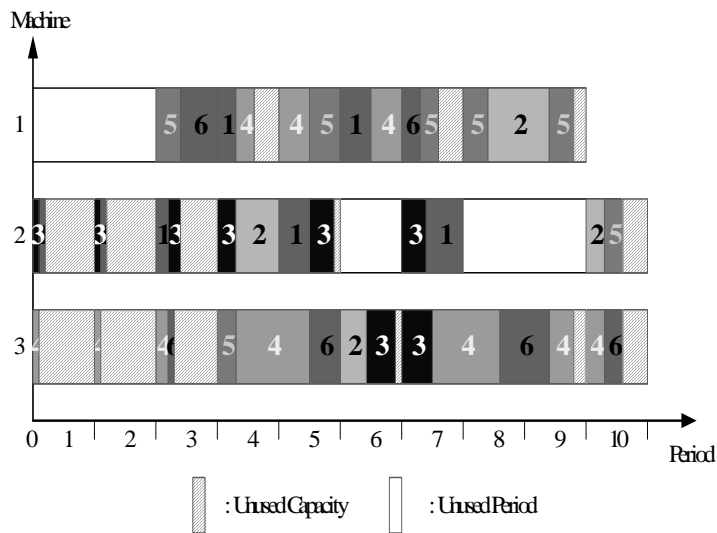 Machine
1 5 6 1 4 4 5 1 4 6 5 5 2 5
2 3 3 1 3 3 2 1 3 3 1 2 5
3 4 4 4 6 5 4 6 2 3 3 4 6 4 4 6
0 1 2 3 4 5 6 7 8 9 10
Period
: Unused Capacity : Unused Period